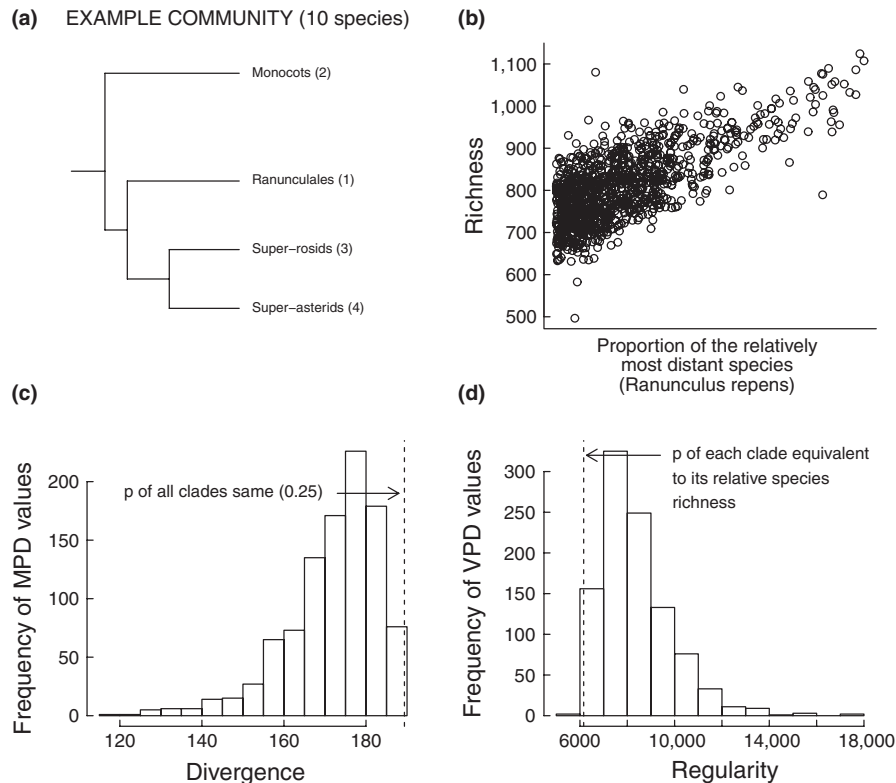 (a) EXAMPLE COMMUNITY (10 species)
Monocots (2)
Ranunculales (1)
Super−rosids (3)
Super−asterids (4)
(b)
Richness
1,100
1,000
900
800
700
600
500
Proportion of the relatively
most distant species
(Ranunculus repens)
(c)
Frequency of MPD values
200
150
100
50
0
p of all clades same (0.25)
120 140 160 180
Divergence
(d)
Frequency of VPD values
300
250
200
150
100
50
0
p of each clade equivalent
to its relative species
richness
6000 10,000 14,000 18,000
Regularity